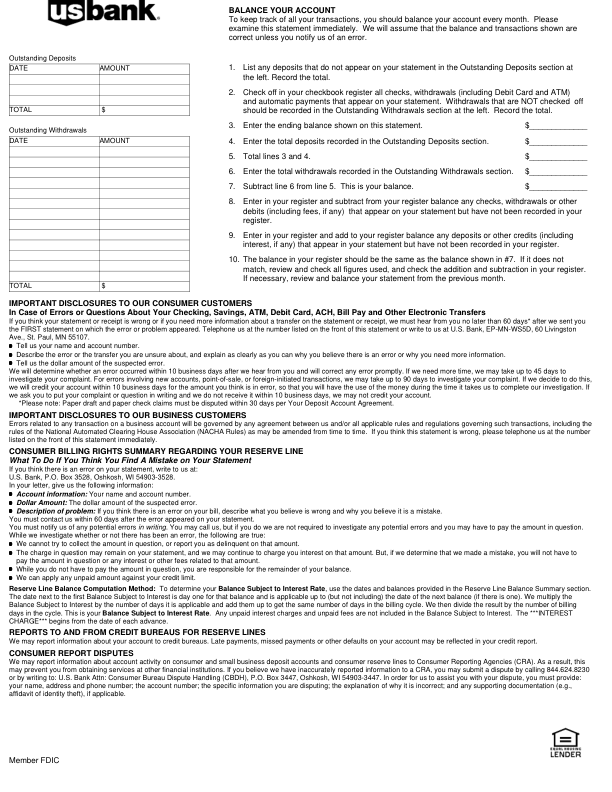 usbank
BALANCE YOUR ACCOUNT
To keep track of all your transactions, you should balance your account every month. Please
examine this statement immediately. We will assume that the balance and transactions shown are
correct unless you notify us of an error.
Outstanding Deposits
DATE AMOUNT
TOTAL $
Outstanding Withdrawals
DATE AMOUNT
TOTAL $
1. List any deposits that do not appear on your statement in the Outstanding Deposits section at
the left. Record the total.
2. Check off in your checkbook register all checks, withdrawals (including Debit Card and ATM)
and automatic payments that appear on your statement. Withdrawals that are NOT checked off
should be recorded in the Outstanding Withdrawals section at the left. Record the total.
3. Enter the ending balance shown on this statement. $____________
4. Enter the total deposits recorded in the Outstanding Deposits section. $____________
5. Total lines 3 and 4. $____________
6. Enter the total withdrawals recorded in the Outstanding Withdrawals section. $____________
7. Subtract line 6 from line 5. This is your balance. $____________
8. Enter in your register and subtract from your register balance any checks, withdrawals or other
debits (including fees, if any) that appear on your statement but have not been recorded in your
register.
9. Enter in your register and add to your register balance any deposits or other credits (including
interest, if any) that appear in your statement but have not been recorded in your register.
10. The balance in your register should be the same as the balance shown in #7. If it does not
match, review and check all figures used, and check the addition and subtraction in your register.
If necessary, review and balance your statement from the previous month.
IMPORTANT DISCLOSURES TO OUR CONSUMER CUSTOMERS
In Case of Errors or Questions About Your Checking, Savings, ATM, Debit Card, ACH, Bill Pay and Other Electronic Transfers
If you think your statement or receipt is wrong or if you need more information about a transfer on the statement or receipt, we must hear from you no later than 60 days* after we sent you
the FIRST statement on which the error or problem appeared. Telephone us at the number listed on the front of this statement or write to us at U.S. Bank, EP-MN-WS5D, 60 Livingston
Ave., St. Paul, MN 55107.
■ Tell us your name and account number.
■ Describe the error or the transfer you are unsure about, and explain as clearly as you can why you believe there is an error or why you need more information.
■ Tell us the dollar amount of the suspected error.
We will determine whether an error occurred within 10 business days after we hear from you and will correct any error promptly. If we need more time, we may take up to 45 days to
investigate your complaint. For errors involving new accounts, point-of-sale, or foreign-initiated transactions, we may take up to 90 days to investigate your complaint. If we decide to do this,
we will credit your account within 10 business days for the amount you think is in error, so that you will have the use of the money during the time it takes us to complete our investigation. If
we ask you to put your complaint or question in writing and we do not receive it within 10 business days, we may not credit your account.
*Please note: Paper draft and paper check claims must be disputed within 30 days per Your Deposit Account Agreement.
IMPORTANT DISCLOSURES TO OUR BUSINESS CUSTOMERS
Errors related to any transaction on a business account will be governed by any agreement between us and/or all applicable rules and regulations governing such transactions, including the
rules of the National Automated Clearing House Association (NACHA Rules) as may be amended from time to time. If you think this statement is wrong, please telephone us at the number
listed on the front of this statement immediately.
CONSUMER BILLING RIGHTS SUMMARY REGARDING YOUR RESERVE LINE
What To Do If You Think You Find A Mistake on Your Statement
If you think there is an error on your statement, write to us at:
U.S. Bank, P.O. Box 3528, Oshkosh, WI 54903-3528.
In your letter, give us the following information:
■ Account information: Your name and account number.
■ Dollar Amount: The dollar amount of the suspected error.
■ Description of problem: If you think there is an error on your bill, describe what you believe is wrong and why you believe it is a mistake.
You must contact us within 60 days after the error appeared on your statement.
You must notify us of any potential errors in writing. You may call us, but if you do we are not required to investigate any potential errors and you may have to pay the amount in question.
While we investigate whether or not there has been an error, the following are true:
■ We cannot try to collect the amount in question, or report you as delinquent on that amount.
■ The charge in question may remain on your statement, and we may continue to charge you interest on that amount. But, if we determine that we made a mistake, you will not have to
pay the amount in question or any interest or other fees related to that amount.
■ While you do not have to pay the amount in question, you are responsible for the remainder of your balance.
■ We can apply any unpaid amount against your credit limit.
Reserve Line Balance Computation Method: To determine your Balance Subject to Interest Rate, use the dates and balances provided in the Reserve Line Balance Summary section.
The date next to the first Balance Subject to Interest is day one for that balance and is applicable up to (but not including) the date of the next balance (if there is one). We multiply the
Balance Subject to Interest by the number of days it is applicable and add them up to get the same number of days in the billing cycle. We then divide the result by the number of billing
days in the cycle. This is your Balance Subject to Interest Rate. Any unpaid interest charges and unpaid fees are not included in the Balance Subject to Interest. The ***INTEREST
CHARGE*** begins from the date of each advance.
REPORTS TO AND FROM CREDIT BUREAUS FOR RESERVE LINES
We may report information about your account to credit bureaus. Late payments, missed payments or other defaults on your account may be reflected in your credit report.
CONSUMER REPORT DISPUTES
We may report information about account activity on consumer and small business deposit accounts and consumer reserve lines to Consumer Reporting Agencies (CRA). As a result, this
may prevent you from obtaining services at other financial institutions. If you believe we have inaccurately reported information to a CRA, you may submit a dispute by calling 844.624.8230
or by writing to: U.S. Bank Attn: Consumer Bureau Dispute Handling (CBDH), P.O. Box 3447, Oshkosh, WI 54903-3447. In order for us to assist you with your dispute, you must provide:
your name, address and phone number; the account number; the specific information you are disputing; the explanation of why it is incorrect; and any supporting documentation (e.g.,
affidavit of identity theft), if applicable.
EQUAL HOUSING
LENDER
Member FDIC